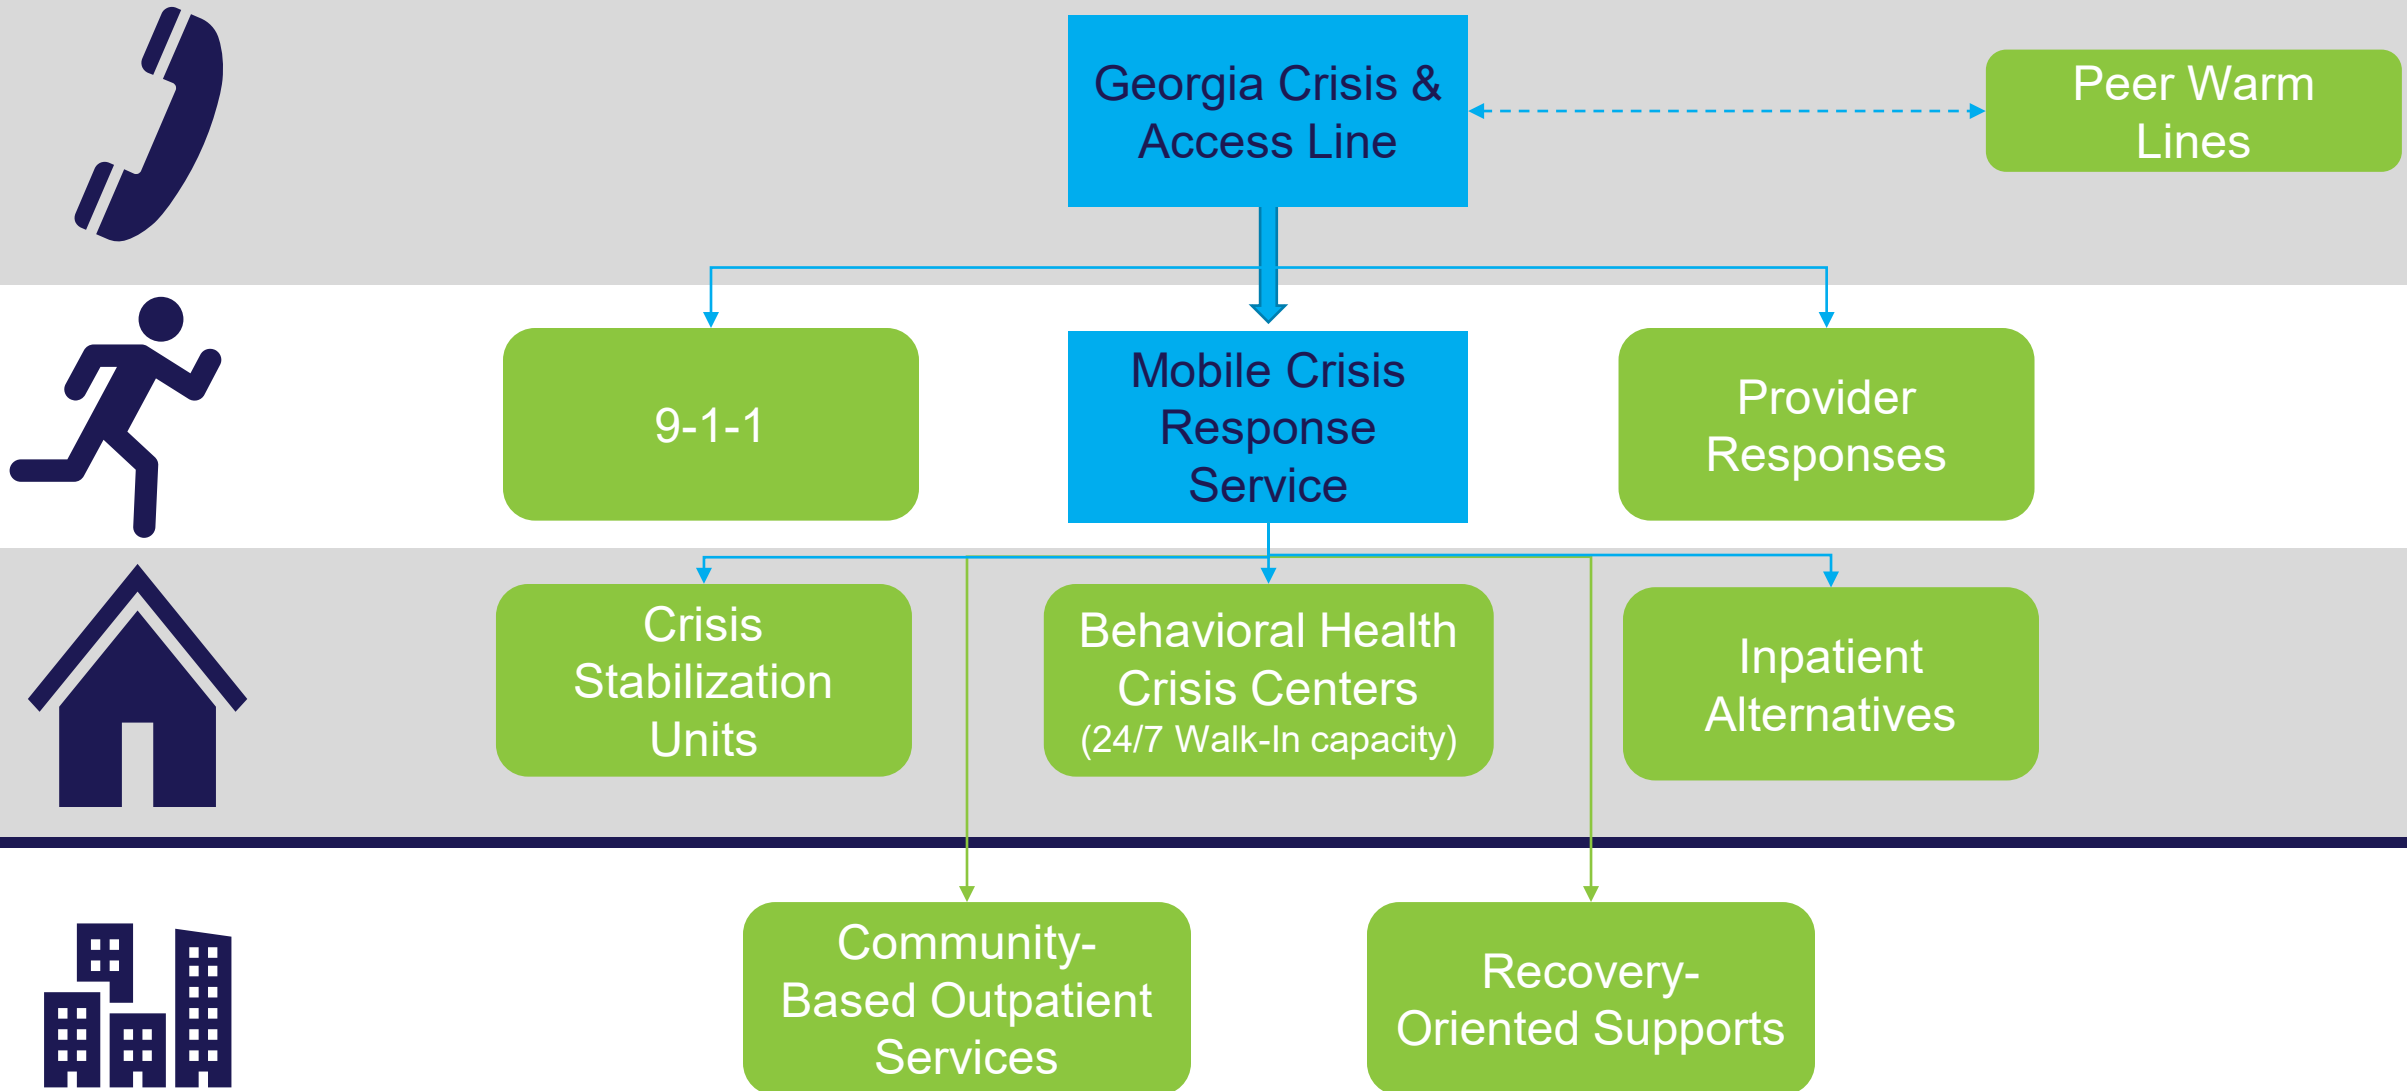 Georgia Crisis &
Access Line
Peer Warm
Lines
9-1-1
Mobile Crisis
Response
Service
Provider
Responses
Crisis
Stabilization
Units
Behavioral Health
Crisis Centers
(24/7 Walk-In capacity)
Inpatient
Alternatives
Community-
Based Outpatient
Services
Recovery-
Oriented Supports